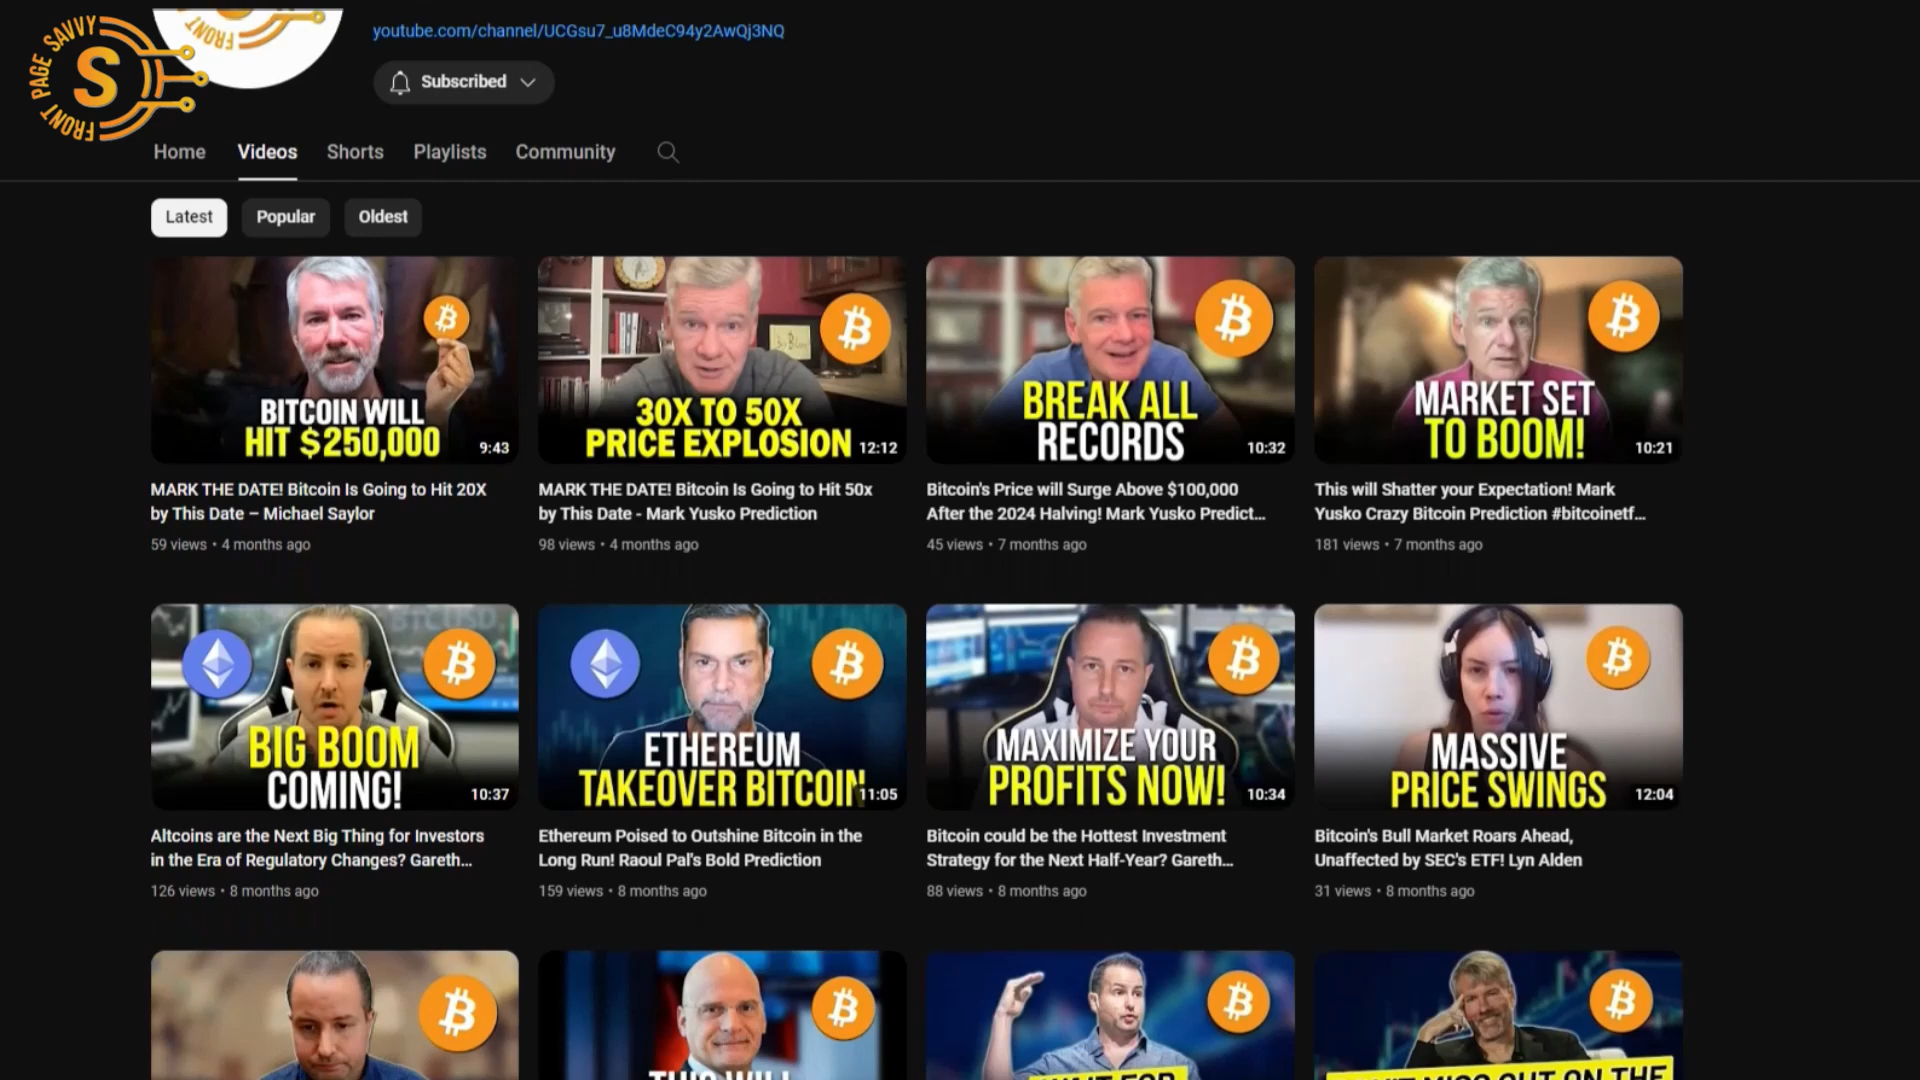 FRONT PAGE SAVVY
S
FRONT
youtube.com/channel/UCGsu7_u8MdeC94y2AwQj3NQ
Subscribed
Home Videos Shorts Playlists Community
Latest Popular Oldest
BITCOIN WILL
HIT $250,000
9:43
30X TO 50X
PRICE EXPLOSION
12:12
BREAK ALL
RECORDS
10:32
MARKET SET
TO BOOM!
10:21
MARK THE DATE! Bitcoin Is Going to Hit 20X
by This Date – Michael Saylor
59 views • 4 months ago
MARK THE DATE! Bitcoin Is Going to Hit 50x
by This Date - Mark Yusko Prediction
98 views • 4 months ago
Bitcoin's Price will Surge Above $100,000
After the 2024 Halving! Mark Yusko Predict...
45 views • 7 months ago
This will Shatter your Expectation! Mark
Yusko Crazy Bitcoin Prediction #bitcoinetf...
181 views • 7 months ago
BTCUSD
BIG BOOM
COMING!
10:37
ETHEREUM
TAKEOVER BITCOIN
11:05
MAXIMIZE YOUR
PROFITS NOW!
10:34
MASSIVE
PRICE SWINGS
12:04
Altcoins are the Next Big Thing for Investors
in the Era of Regulatory Changes? Gareth...
126 views • 8 months ago
Ethereum Poised to Outshine Bitcoin in the
Long Run! Raoul Pal's Bold Prediction
159 views • 8 months ago
Bitcoin could be the Hottest Investment
Strategy for the Next Half-Year? Gareth...
88 views • 8 months ago
Bitcoin's Bull Market Roars Ahead,
Unaffected by SEC's ETF! Lyn Alden
31 views • 8 months ago
THIS WILL
WAIT FOR
MISS OUT ON THE